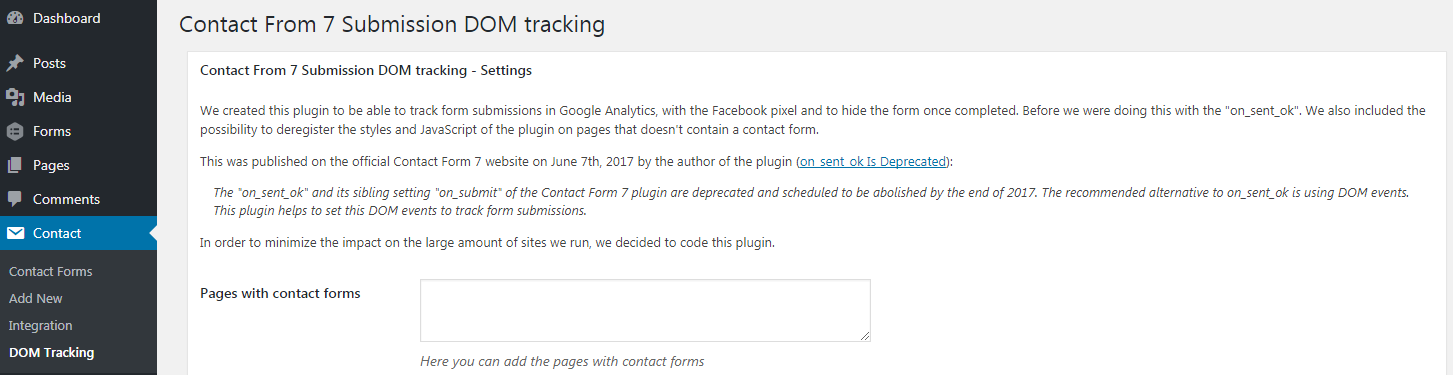 Dashboard
Posts
Media
Forms
Pages
Comments
Contact
Contact Forms
Add New
Integration
DOM Tracking
Contact From 7 Submission DOM tracking
Contact From 7 Submission DOM tracking - Settings
We created this plugin to be able to track form submissions in Google Analytics, with the Facebook pixel and to hide the form once completed. Before we were doing this with the "on_sent_ok". We also included the
possibility to deregister the styles and JavaScript of the plugin on pages that doesn't contain a contact form.
This was published on the official Contact Form 7 website on June 7th, 2017 by the author of the plugin (on_sent_ok Is Deprecated):
The "on_sent_ok" and its sibling setting "on_submit" of the Contact Form 7 plugin are deprecated and scheduled to be abolished by the end of 2017. The recommended alternative to on_sent_ok is using DOM events.
This plugin helps to set this DOM events to track form submissions.
In order to minimize the impact on the large amount of sites we run, we decided to code this plugin.
Pages with contact forms
Here you can add the pages with contact forms